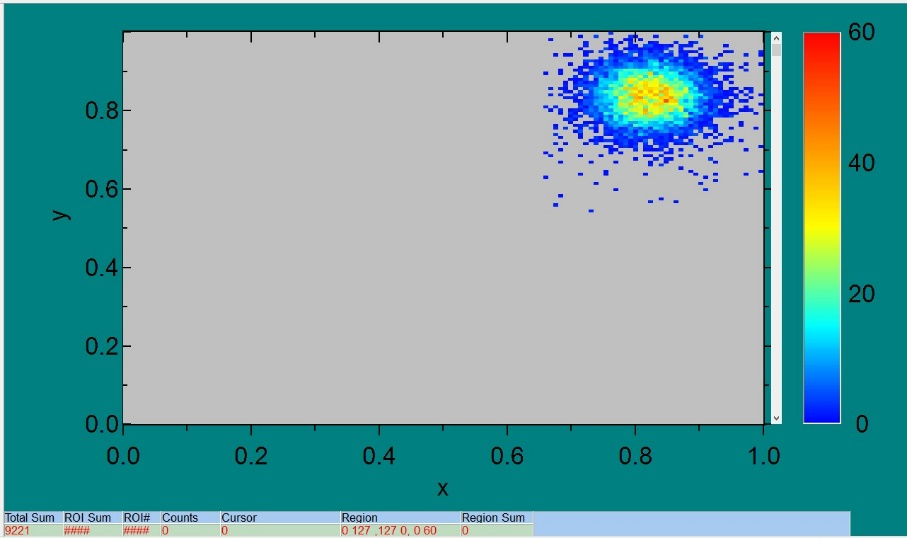 60
40
20
0
0.8
0.6
0.4
0.2
0.0
y
0.0 0.2 0.4 0.6 0.8 1.0
x
Total Sum ROI Sum ROI# Counts Cursor Region Region Sum
9221 #### #### 0 0 0 127 ,127 0, 0 60 0